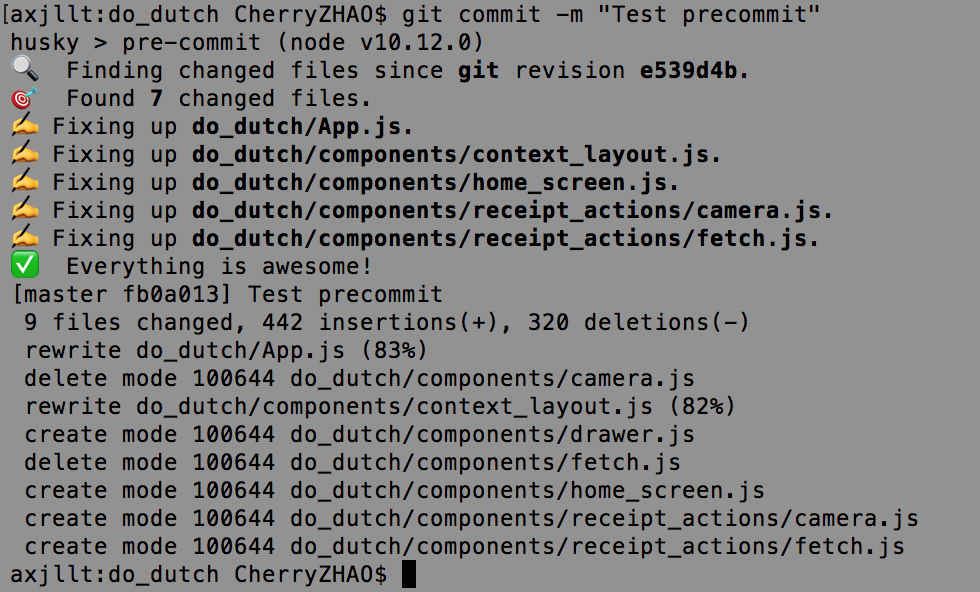 [axjllt:do_dutch CherryZHAO$ git commit -m "Test precommit"
husky > pre-commit (node v10.12.0)
🔍  Finding changed files since git revision e539d4b.
🎯  Found 7 changed files.
✍️ Fixing up do_dutch/App.js.
✍️ Fixing up do_dutch/components/context_layout.js.
✍️ Fixing up do_dutch/components/home_screen.js.
✍️ Fixing up do_dutch/components/receipt_actions/camera.js.
✍️ Fixing up do_dutch/components/receipt_actions/fetch.js.
✅  Everything is awesome!
[master fb0a013] Test precommit
 9 files changed, 442 insertions(+), 320 deletions(-)
 rewrite do_dutch/App.js (83%)
 delete mode 100644 do_dutch/components/camera.js
 rewrite do_dutch/components/context_layout.js (82%)
 create mode 100644 do_dutch/components/drawer.js
 delete mode 100644 do_dutch/components/fetch.js
 create mode 100644 do_dutch/components/home_screen.js
 create mode 100644 do_dutch/components/receipt_actions/camera.js
 create mode 100644 do_dutch/components/receipt_actions/fetch.js
axjllt:do_dutch CherryZHAO$